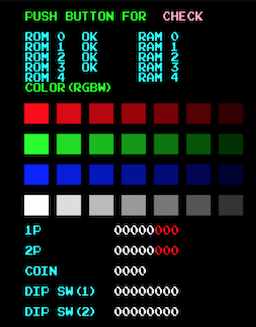 PUSH BUTTON FOR CHECK
ROM 0 OK RAM 0
ROM 1 OK RAM 1
ROM 2 OK RAM 2
ROM 3 OK RAM 3
ROM 4 RAM 4
COLOR(RGBW)
1P 00000000
2P 00000000
COIN 0000
DIP SW(1) 00000000
DIP SW(2) 00000000